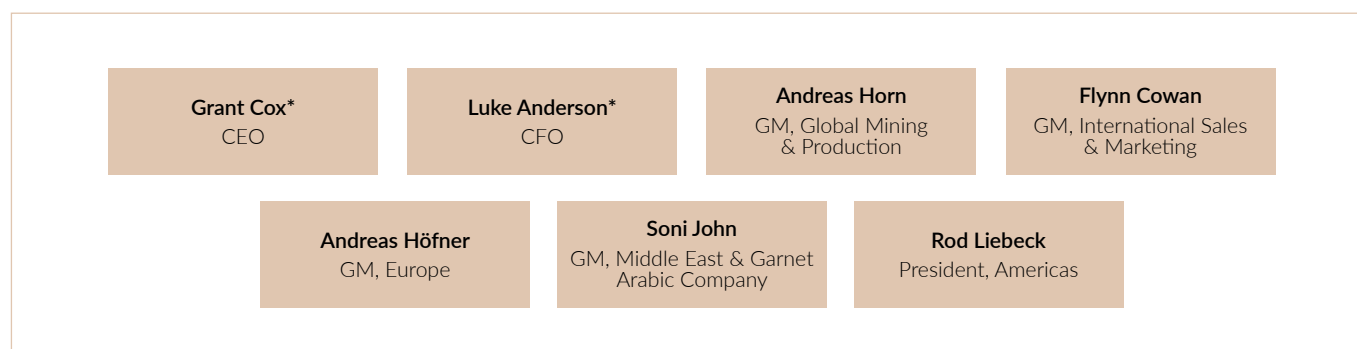 Grant Cox*
CEO
Luke Anderson*
CFO
Andreas Horn
GM, Global Mining
& Production
Flynn Cowan
GM, International Sales
& Marketing
Andreas Höfner
GM, Europe
Soni John
GM, Middle East & Garnet
Arabic Company
Rod Liebeck
President, Americas